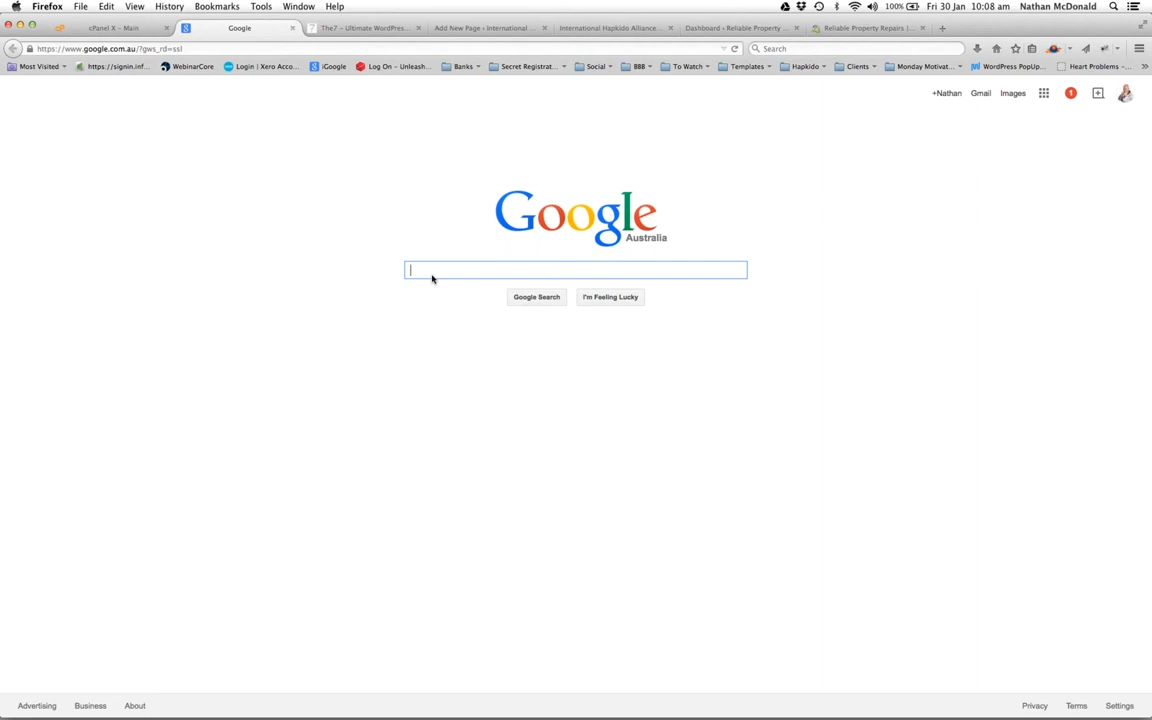 Firefox File Edit View History Bookmarks Tools Window Help 100% Fri 30 Jan 10:08 am Nathan McDonald
cPanel X – Main Google The7 – Ultimate WordPres... Add New Page ‹ International ... International Hapkido Alliance... Dashboard ‹ Reliable Property ... Reliable Property Repairs |...
https://www.google.com.au/?gws_rd=ssl Search
Most Visited https://signin.inf... WebinarCore Login | Xero Acco... iGoogle Log On – Unleash... Banks Secret Registrat... Social BBB To Watch Templates Hapkido Clients Monday Motivat... WordPress PopUp... Heart Problems –...
+Nathan Gmail Images 1
Google
Australia
Google Search I'm Feeling Lucky
Advertising Business About Privacy Terms Settings